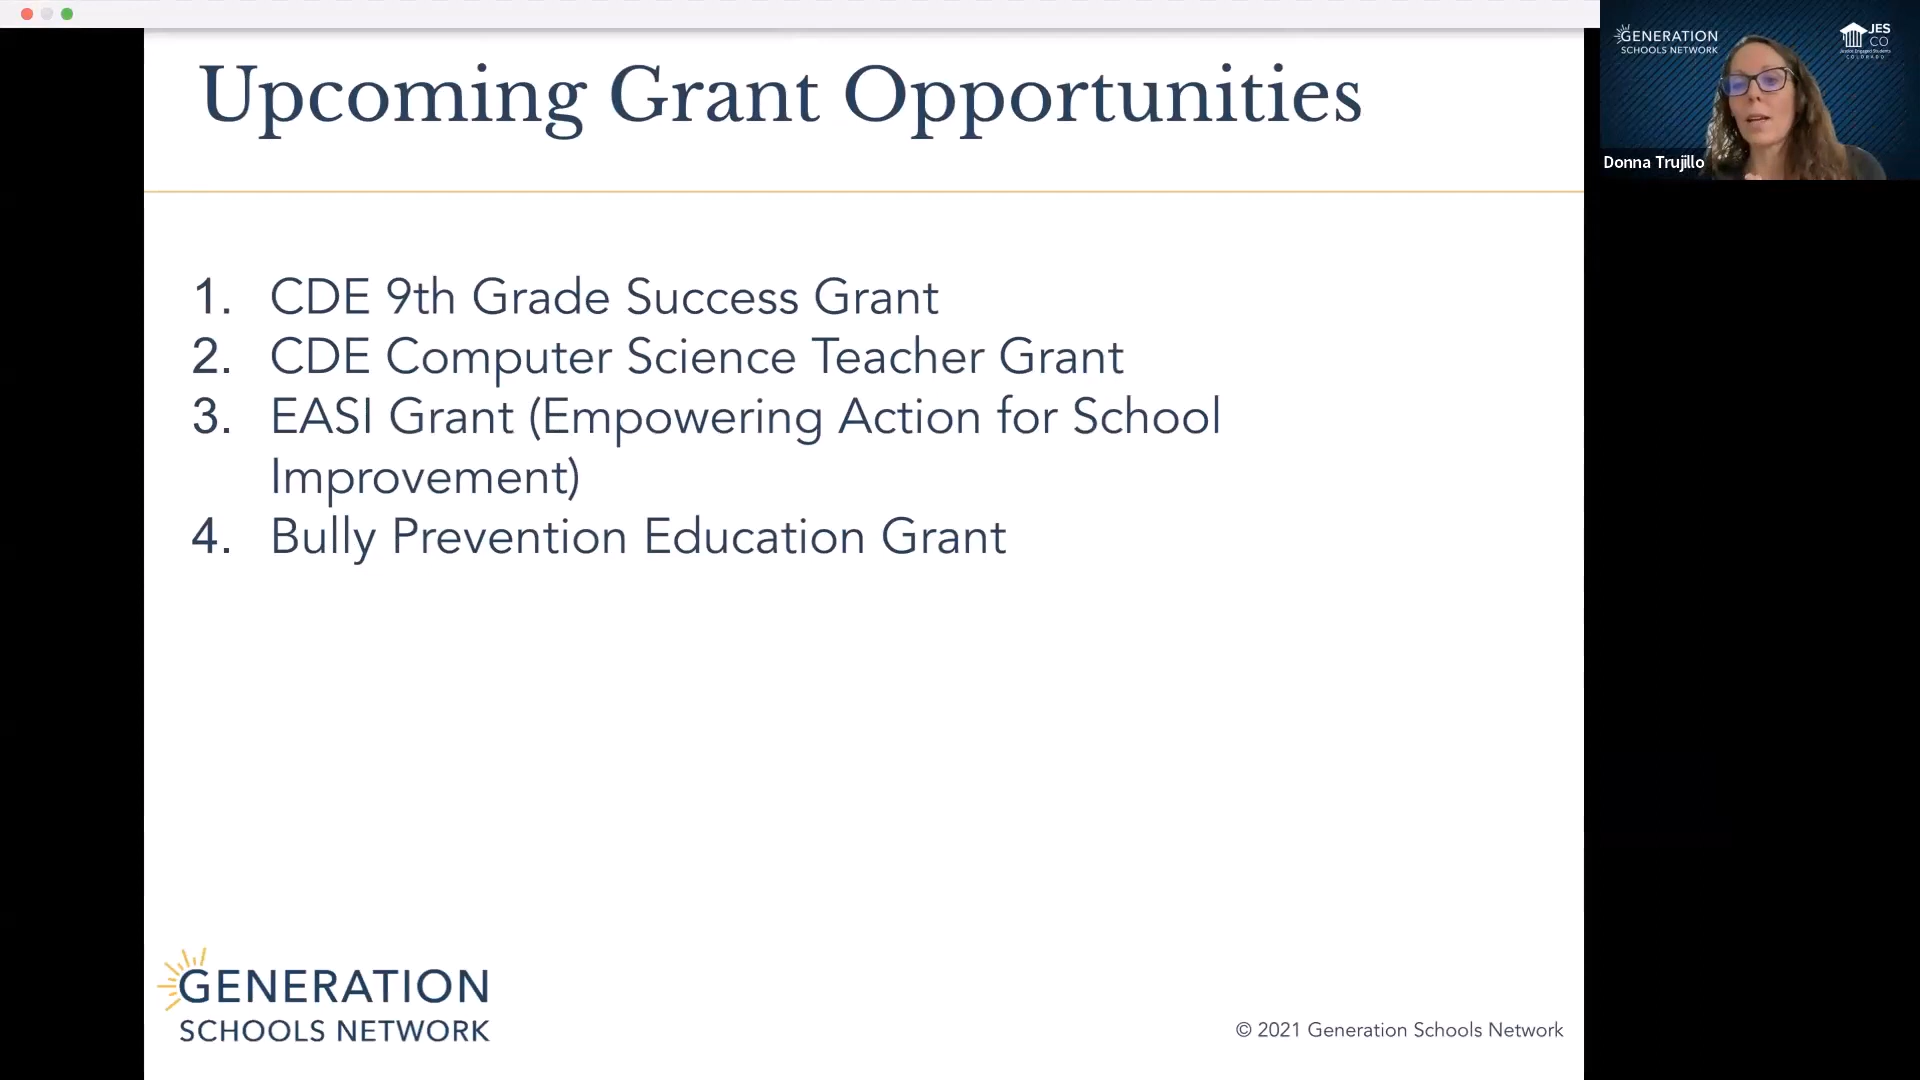 Upcoming Grant Opportunities
1. CDE 9th Grade Success Grant
2. CDE Computer Science Teacher Grant
3. EASI Grant (Empowering Action for School
Improvement)
4. Bully Prevention Education Grant
GENERATION
SCHOOLS NETWORK
© 2021 Generation Schools Network
GENERATION
SCHOOLS NETWORK
JES
CO
COLORADO
Donna Trujillo